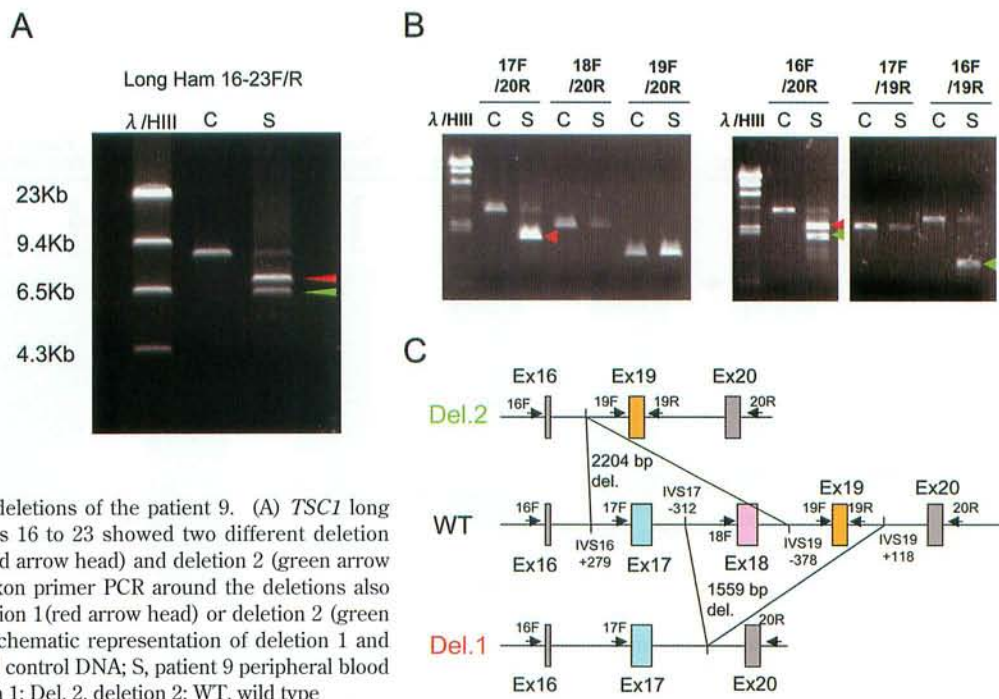 A
Long Ham 16-23F/R
λ/HIII C S
23Kb
9.4Kb
6.5Kb
4.3Kb
B
17F /20R 18F /20R 19F /20R
λ/HIII C S C S C S
16F /20R 17F /19R 16F /19R
λ/HIII C S C S C S
C
Ex16 Ex19 Ex20
Del.2 16F 19F 19R 20R
2204 bp del.
IVS17 -312
Ex19 Ex20
WT 16F 17F 18F 19F 19R 20R
IVS16 +279
IVS19 -378
IVS19 +118
Ex16 Ex17 Ex18
1559 bp del.
Del.1 16F 17F 20R
Ex16 Ex17 Ex20
deletions of the patient 9. (A) TSC1 long
s 16 to 23 showed two different deletion
d arrow head) and deletion 2 (green arrow
xon primer PCR around the deletions also
ion 1(red arrow head) or deletion 2 (green
chematic representation of deletion 1 and
control DNA; S, patient 9 peripheral blood
1; Del. 2, deletion 2; WT, wild type